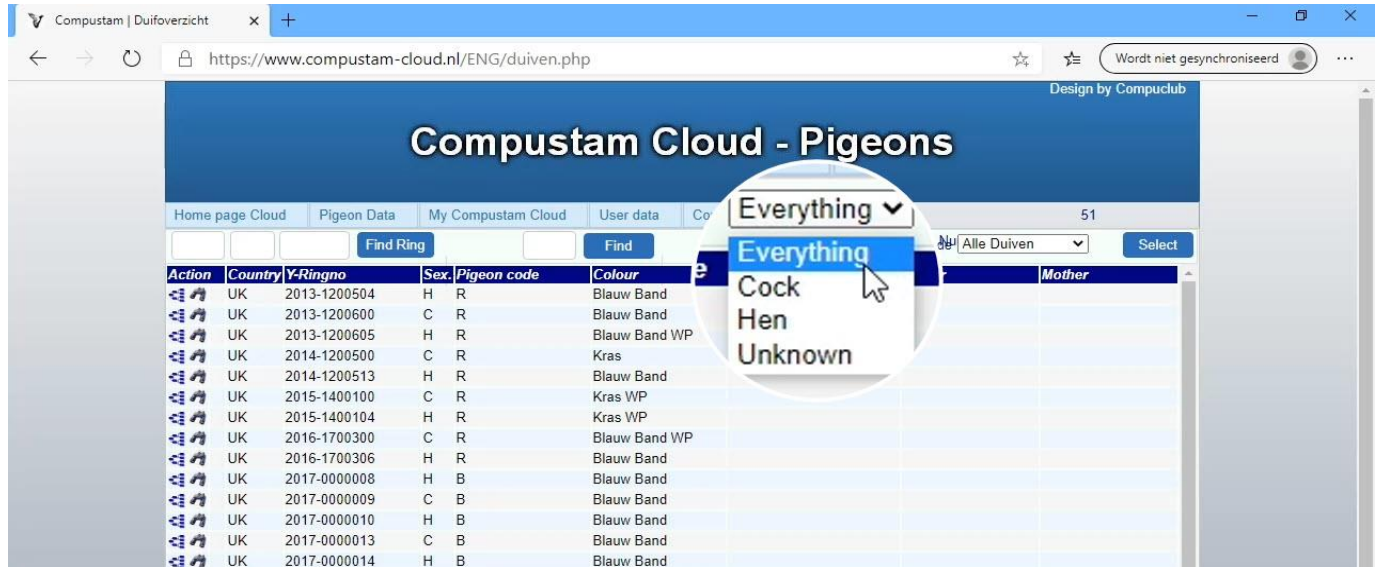 Compustam | Duifoverzicht
https://www.compustam-cloud.nl/ENG/duiven.php
Wordt niet gesynchroniseerd
Design by Compuclub
Compustam Cloud - Pigeons
Home page Cloud Pigeon Data My Compustam Cloud User data 51
Find Ring Find Everything Alle Duiven Select
Everything
Cock
Hen
Unknown
Action Country Y-Ringno Sex. Pigeon code Colour Mother
UK 2013-1200504 H R Blauw Band
UK 2013-1200600 C R Blauw Band
UK 2013-1200605 H R Blauw Band WP
UK 2014-1200500 C R Kras
UK 2014-1200513 H R Blauw Band
UK 2015-1400100 C R Kras WP
UK 2015-1400104 H R Kras WP
UK 2016-1700300 C R Blauw Band WP
UK 2016-1700306 H R Blauw Band
UK 2017-0000008 H B Blauw Band
UK 2017-0000009 C B Blauw Band
UK 2017-0000010 H B Blauw Band
UK 2017-0000013 C B Blauw Band
UK 2017-0000014 H B Blauw Band